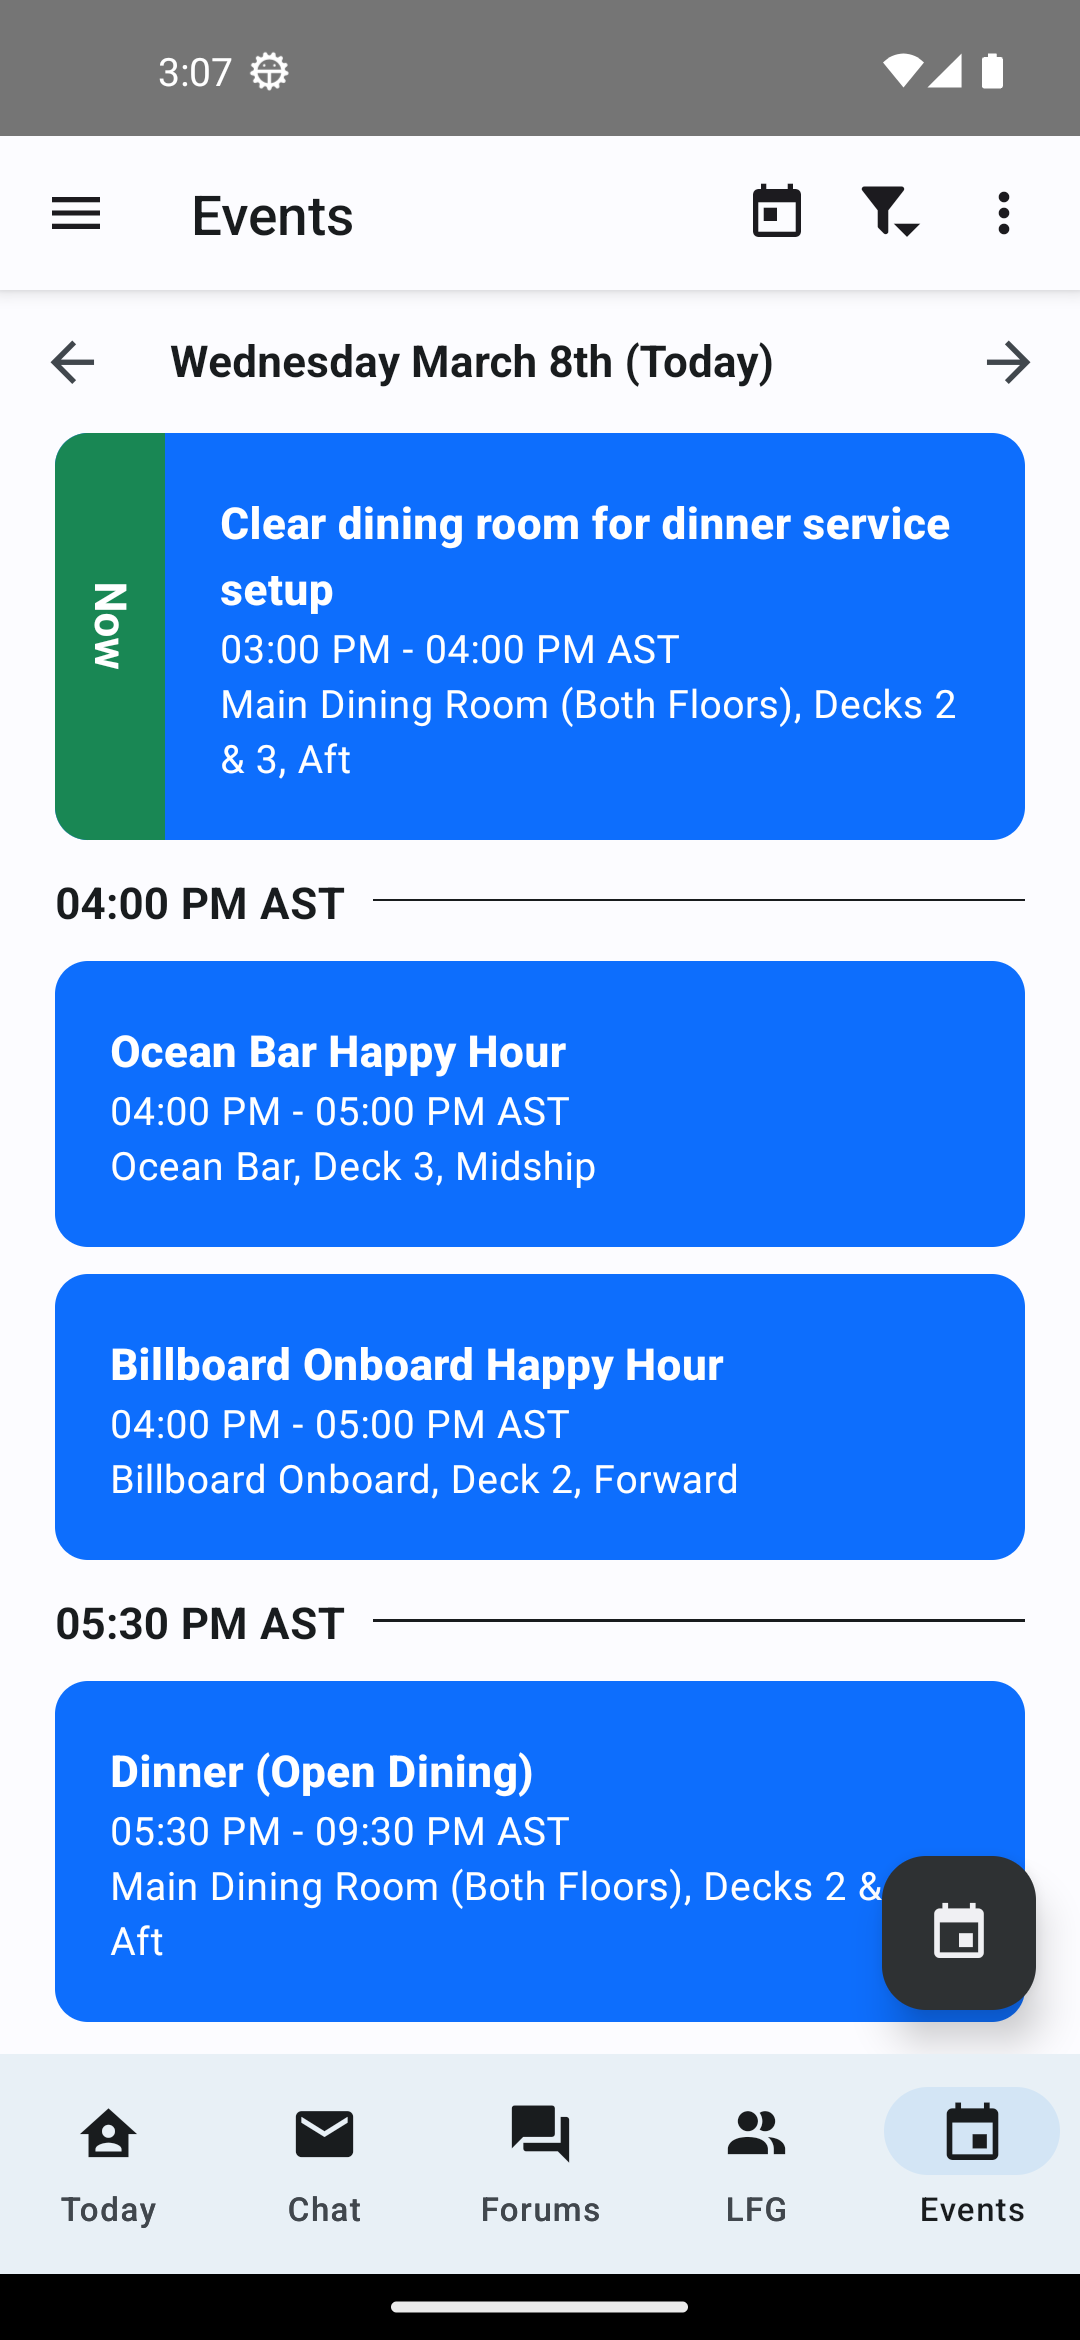 3:07
Events
Wednesday March 8th (Today)
Now
Clear dining room for dinner service
setup
03:00 PM - 04:00 PM AST
Main Dining Room (Both Floors), Decks 2
& 3, Aft
04:00 PM AST
Ocean Bar Happy Hour
04:00 PM - 05:00 PM AST
Ocean Bar, Deck 3, Midship
Billboard Onboard Happy Hour
04:00 PM - 05:00 PM AST
Billboard Onboard, Deck 2, Forward
05:30 PM AST
Dinner (Open Dining)
05:30 PM - 09:30 PM AST
Main Dining Room (Both Floors), Decks 2 &
Aft
Today
Chat
Forums
LFG
Events